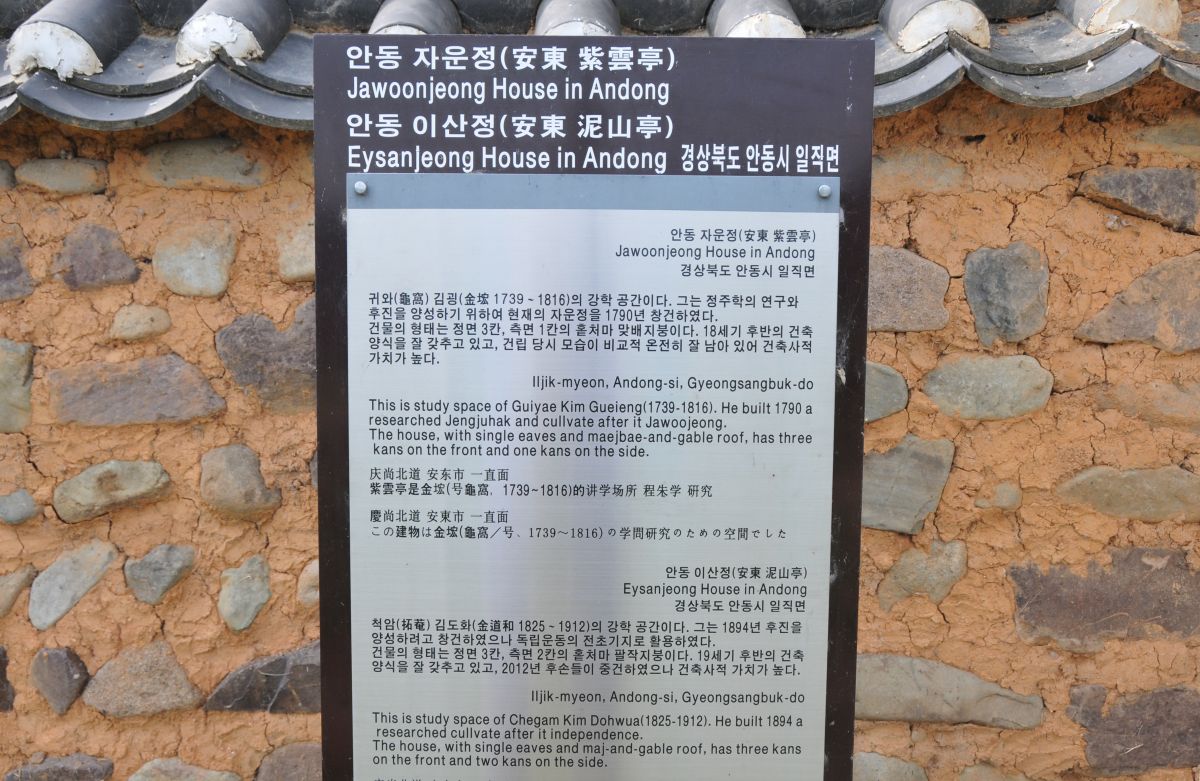 안동 자운정(安東 紫雲亭)
Jawoonjeong House in Andong
안동 이산정(安東 泥山亭)
Eysanjeong House in Andong 경상북도 안동시 일직면
안동 자운정(安東 紫雲亭)
Jawoonjeong House in Andong
경상북도 안동시 일직면
귀와(龜窩) 김굉(金㙆 1739 ~ 1816)의 강학 공간이다. 그는 정주학의 연구와
후진을 양성하기 위하여 현재의 자운정을 1790년 창건하였다.
건물의 형태는 정면 3칸, 측면 1칸의 홑처마 맞배지붕이다. 18세기 후반의 건축
양식을 잘 갖추고 있고, 건립 당시 모습이 비교적 온전히 잘 남아 있어 건축사적
가치가 높다.
Iljik-myeon, Andong-si, Gyeongsangbuk-do
This is study space of Guiyae Kim Gueieng(1739-1816). He built 1790 a
researched Jengjuhak and cullvate after it Jawoojeong.
The house, with single eaves and maejbae-and-gable roof, has three
kans on the front and one kans on the side.
庆尚北道 安东市 一直面
紫雲亭是金㙆(号龜窩, 1739~1816)的讲学场所 程朱学 研究
慶尚北道 安東市 一直面
この建物は金㙆(龜窩／号、1739～1816)の学問研究のための空間でした
안동 이산정(安東 泥山亭)
Eysanjeong House in Andong
경상북도 안동시 일직면
척암(拓菴) 김도화(金道和 1825 ~ 1912)의 강학 공간이다. 그는 1894년 후진을
양성하려고 창건하였으나 독립운동의 전초기지로 활용하였다.
건물의 형태는 정면 3칸, 측면 2칸의 홑처마 팔작지붕이다. 19세기 후반의 건축
양식을 잘 갖추고 있고, 2012년 후손들이 중건하였으나 건축사적 가치가 높다.
Iljik-myeon, Andong-si, Gyeongsangbuk-do
This is study space of Chegam Kim Dohwua(1825-1912). He built 1894 a
researched cullvate after it independence.
The house, with single eaves and maj-and-gable roof, has three kans
on the front and two kans on the side.